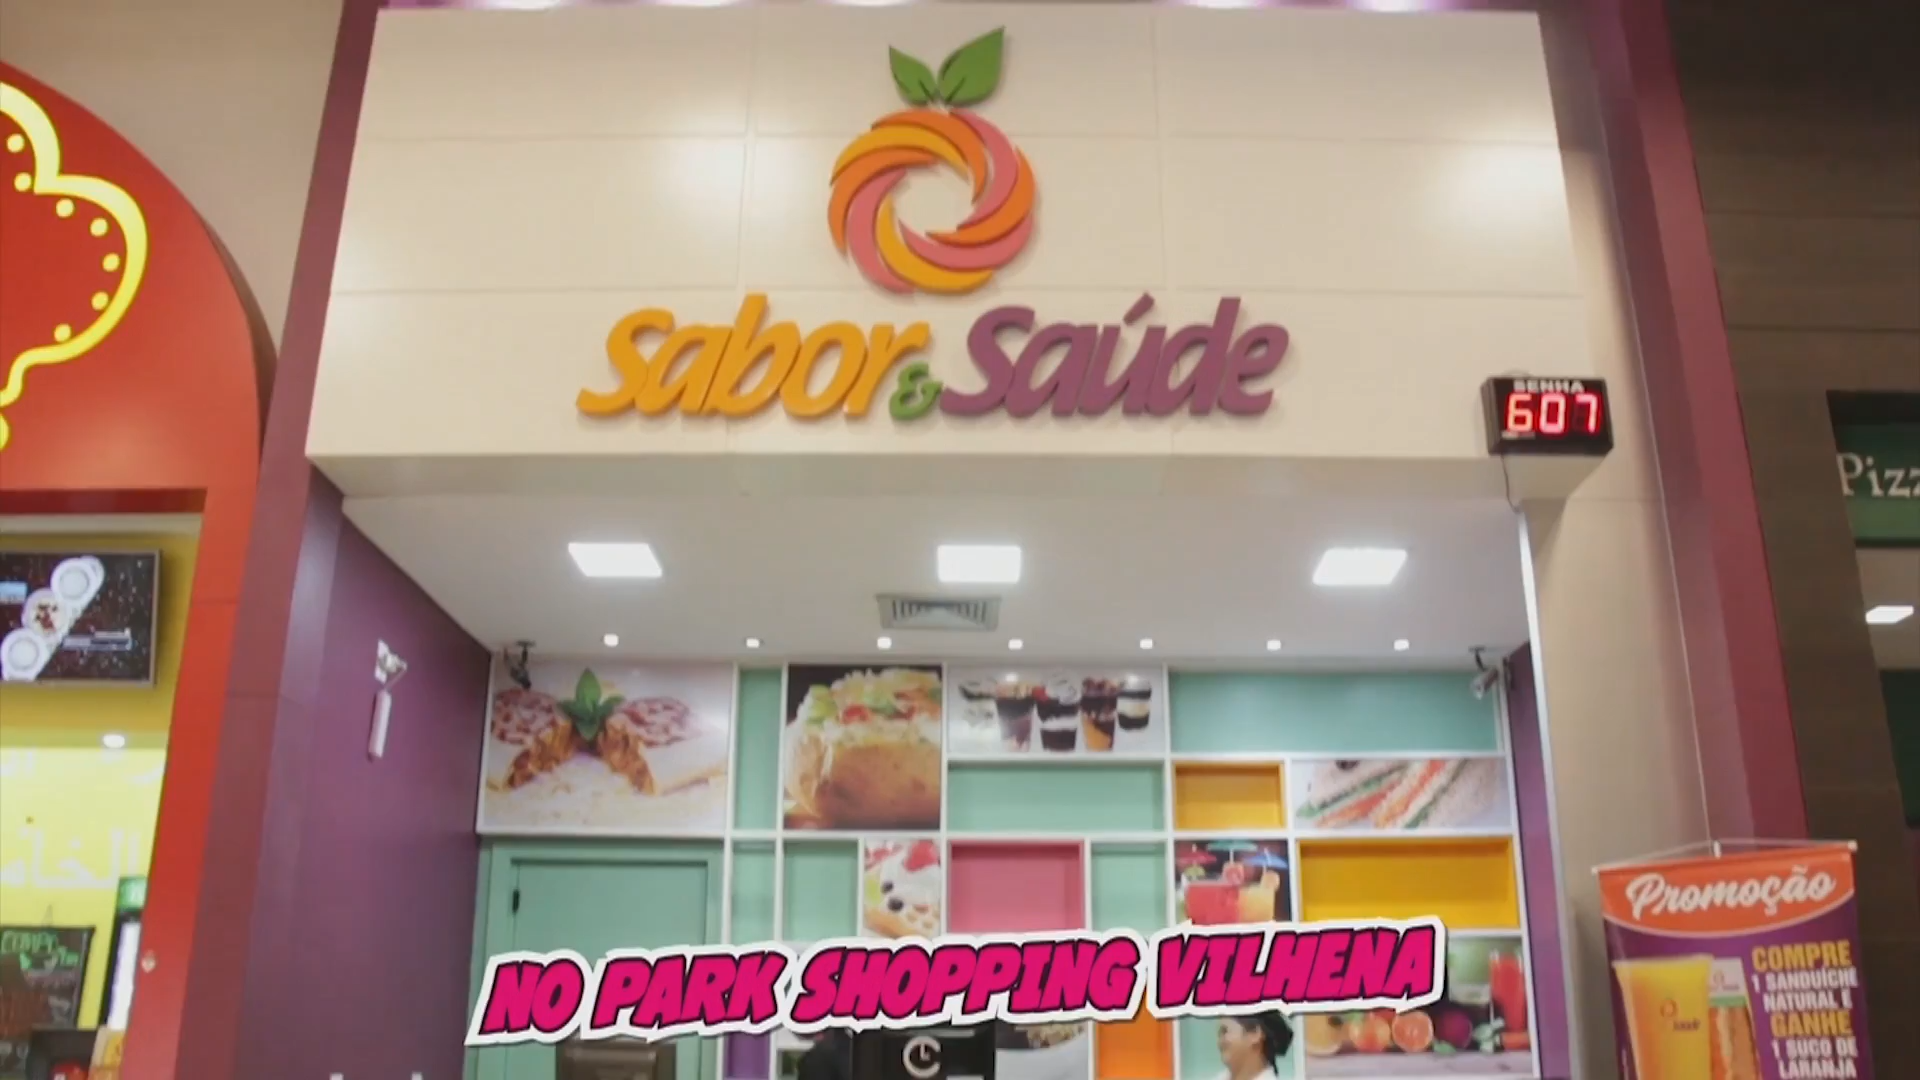 Sabor & Saúde
SENHA
607
Pizz
Promoção
COMPRE
1 SANDUÍCHE
NATURAL E
GANHE
1 SUCO DE
LARANJA
NO PARK SHOPPING VILHENA